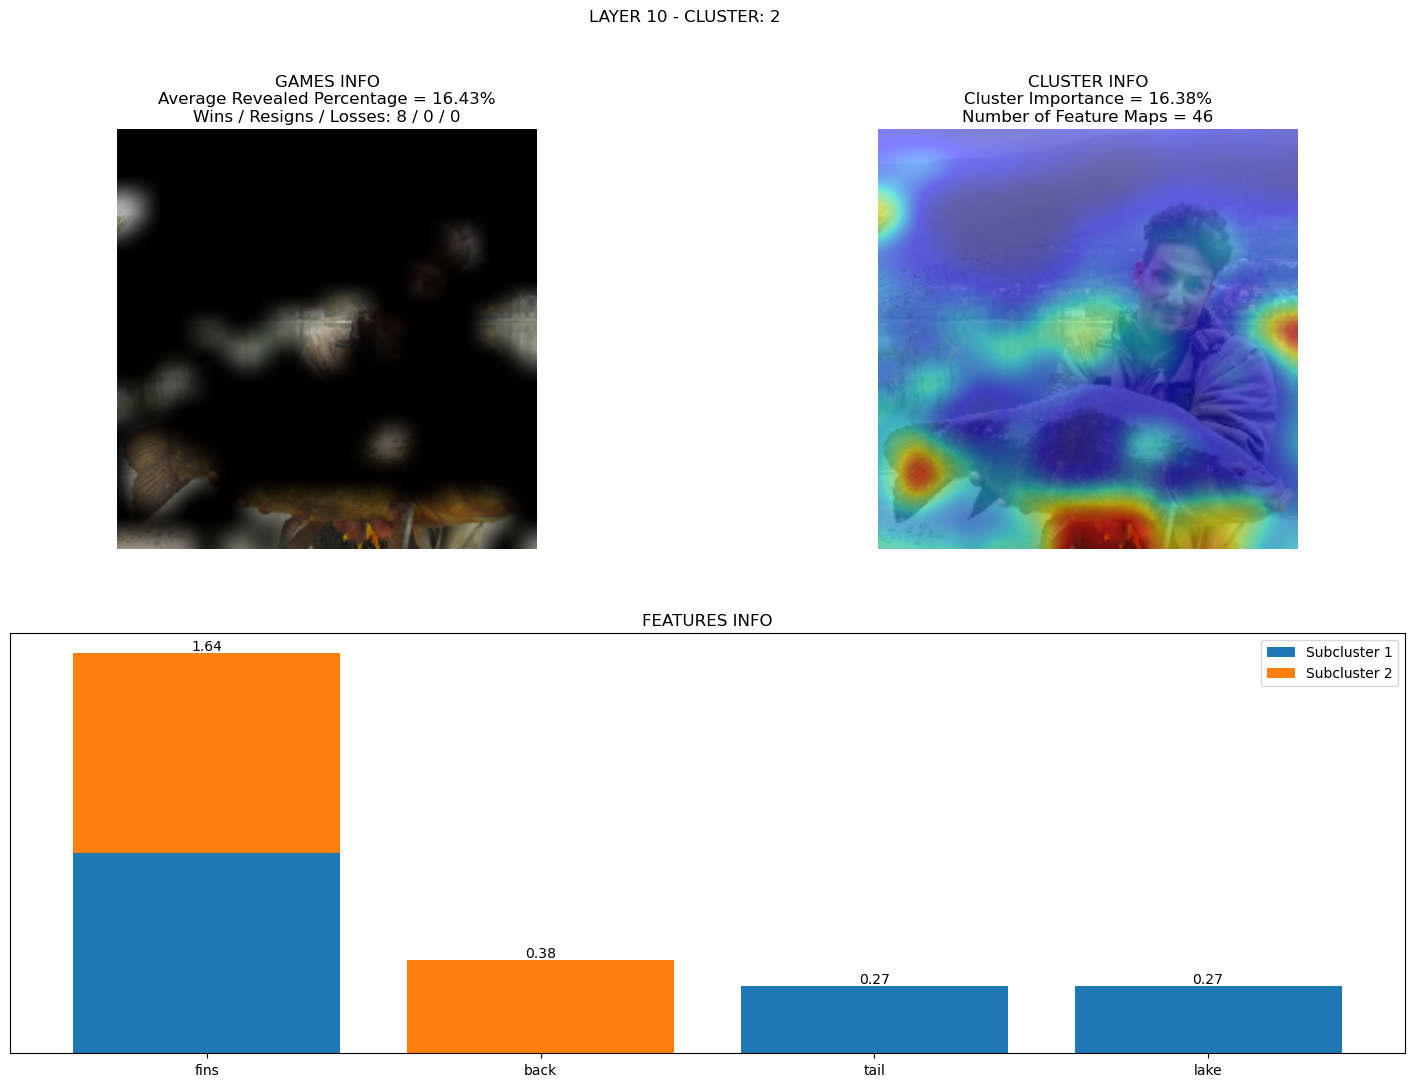 LAYER 10 - CLUSTER: 2
GAMES INFO
Average Revealed Percentage = 16.43%
Wins / Resigns / Losses: 8 / 0 / 0
CLUSTER INFO
Cluster Importance = 16.38%
Number of Feature Maps = 46
FEATURES INFO
Subcluster 1
Subcluster 2
1.64
0.38
0.27
0.27
fins
back
tail
lake